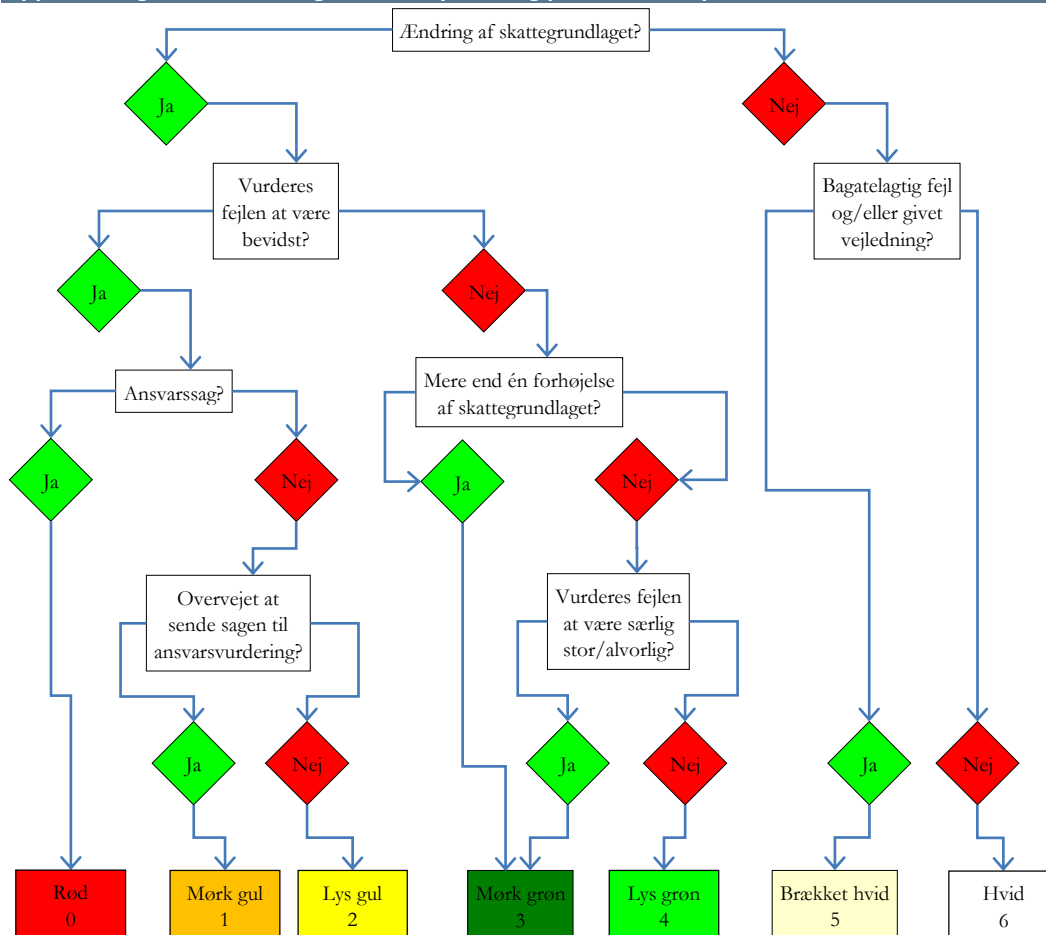 Ændring af skattegrundlaget?
Ja
Nej
Vurderes
fejlen at være
bevidst?
Bagatelagtig fejl
og/eller givet
vejledning?
Ja
Nej
Ansvarssag?
Mere end én forhøjelse
af skattegrundlaget?
Ja
Nej
Ja
Nej
Overvejet at
sende sagen til
ansvarsvurdering?
Vurderes fejlen
at være særlig
stor/alvorlig?
Ja
Nej
Ja
Nej
Ja
Nej
Rød
0
Mørk gul
1
Lys gul
2
Mørk grøn
3
Lys grøn
4
Brækket hvid
5
Hvid
6